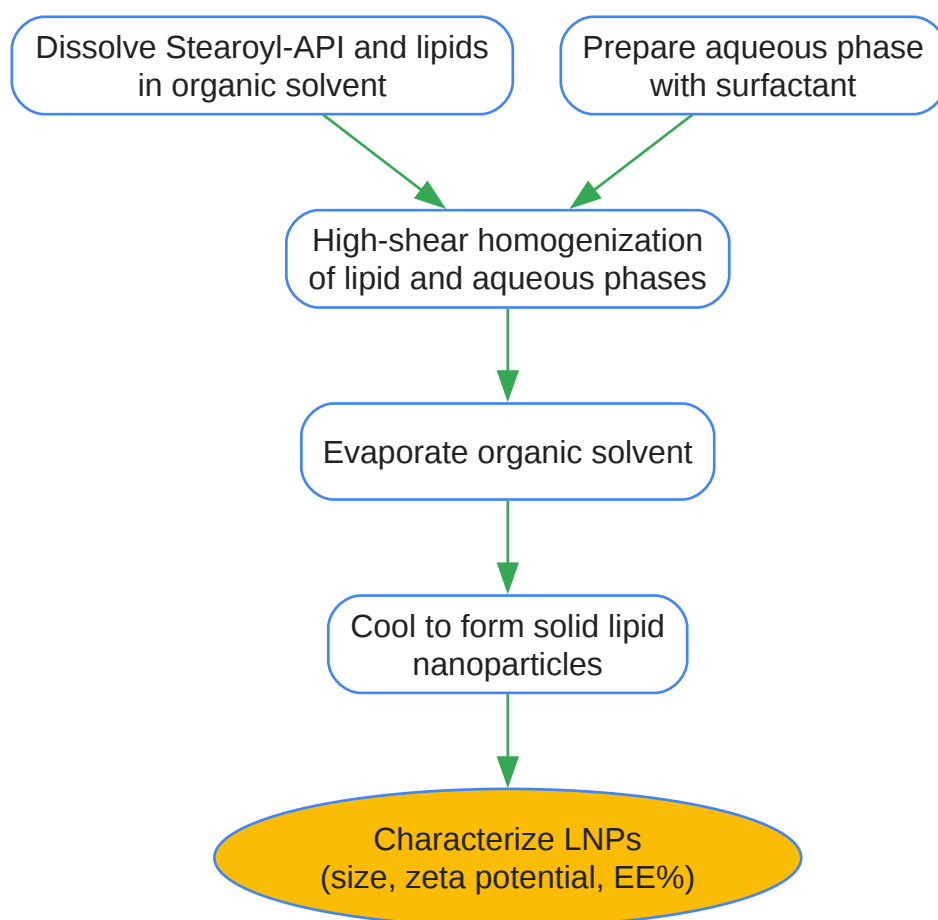 Dissolve Stearoyl-API and lipids
in organic solvent
Prepare aqueous phase
with surfactant
High-shear homogenization
of lipid and aqueous phases
Evaporate organic solvent
Cool to form solid lipid
nanoparticles
Characterize LNPs
(size, zeta potential, EE%)